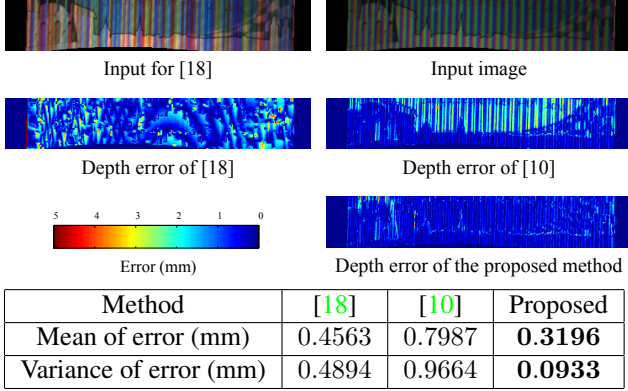 Input for [18]
Input image
Depth error of [18]
Depth error of [10]
5 4 3 2 1 0
Error (mm)
Depth error of the proposed method
Method [18] [10] Proposed
Mean of error (mm) 0.4563 0.7987 0.3196
Variance of error (mm) 0.4894 0.9664 0.0933